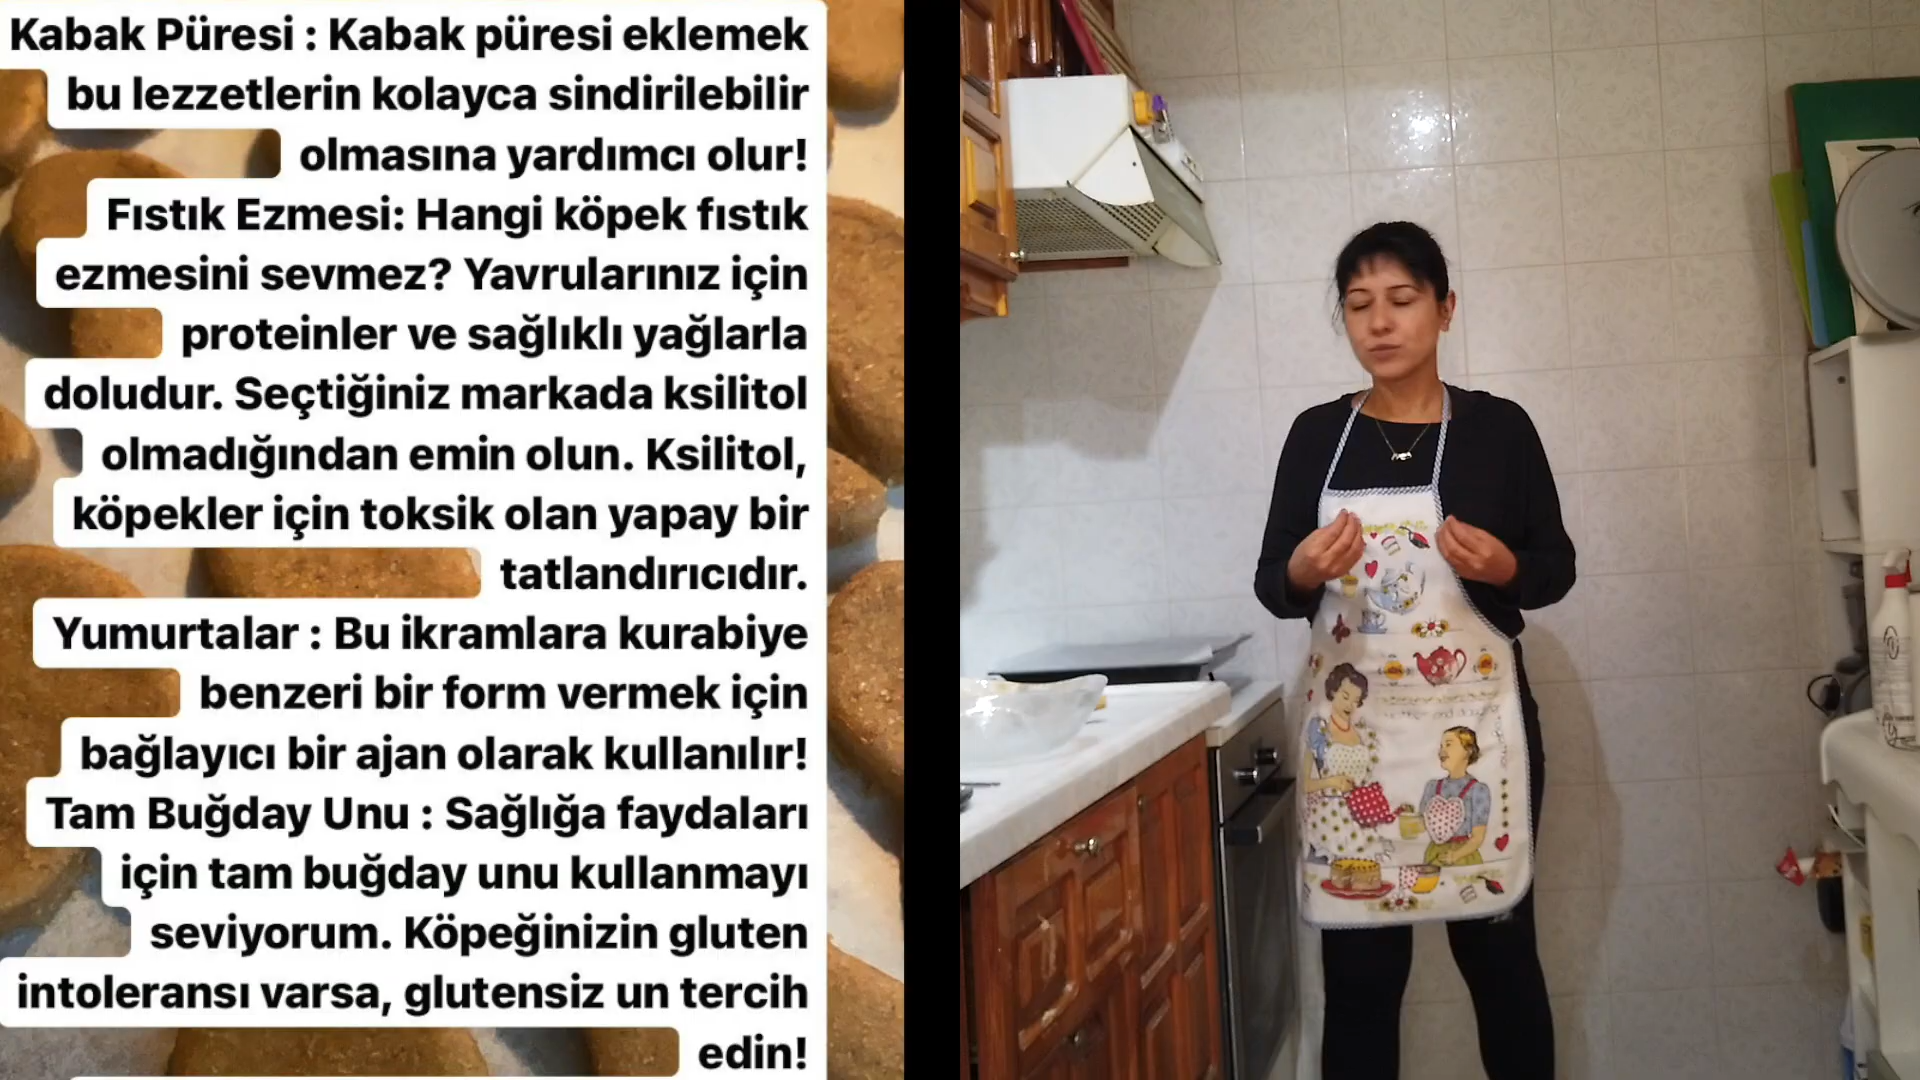 Kabak Püresi : Kabak püresi eklemek
bu lezzetlerin kolayca sindirilebilir
olmasına yardımcı olur!
Fıstık Ezmesi: Hangi köpek fıstık
ezmesini sevmez? Yavrularınız için
proteinler ve sağlıklı yağlarla
doludur. Seçtiğiniz markada ksilitol
olmadığından emin olun. Ksilitol,
köpekler için toksik olan yapay bir
tatlandırıcıdır.
Yumurtalar : Bu ikramlara kurabiye
benzeri bir form vermek için
bağlayıcı bir ajan olarak kullanılır!
Tam Buğday Unu : Sağlığa faydaları
için tam buğday unu kullanmayı
seviyorum. Köpeğinizin gluten
intoleransı varsa, glutensiz un tercih
edin!